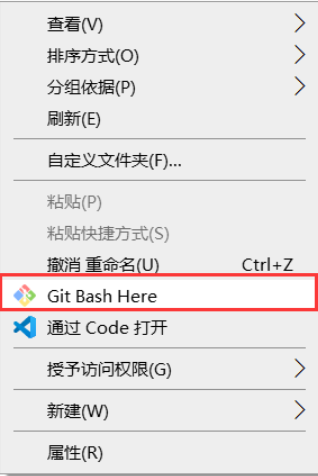 查看(V)
排序方式(O)
分组依据(P)
刷新(E)
自定义文件夹(F)...
粘贴(P)
粘贴快捷方式(S)
撤消 重命名(U) Ctrl+Z
Git Bash Here
通过 Code 打开
授予访问权限(G)
新建(W)
属性(R)